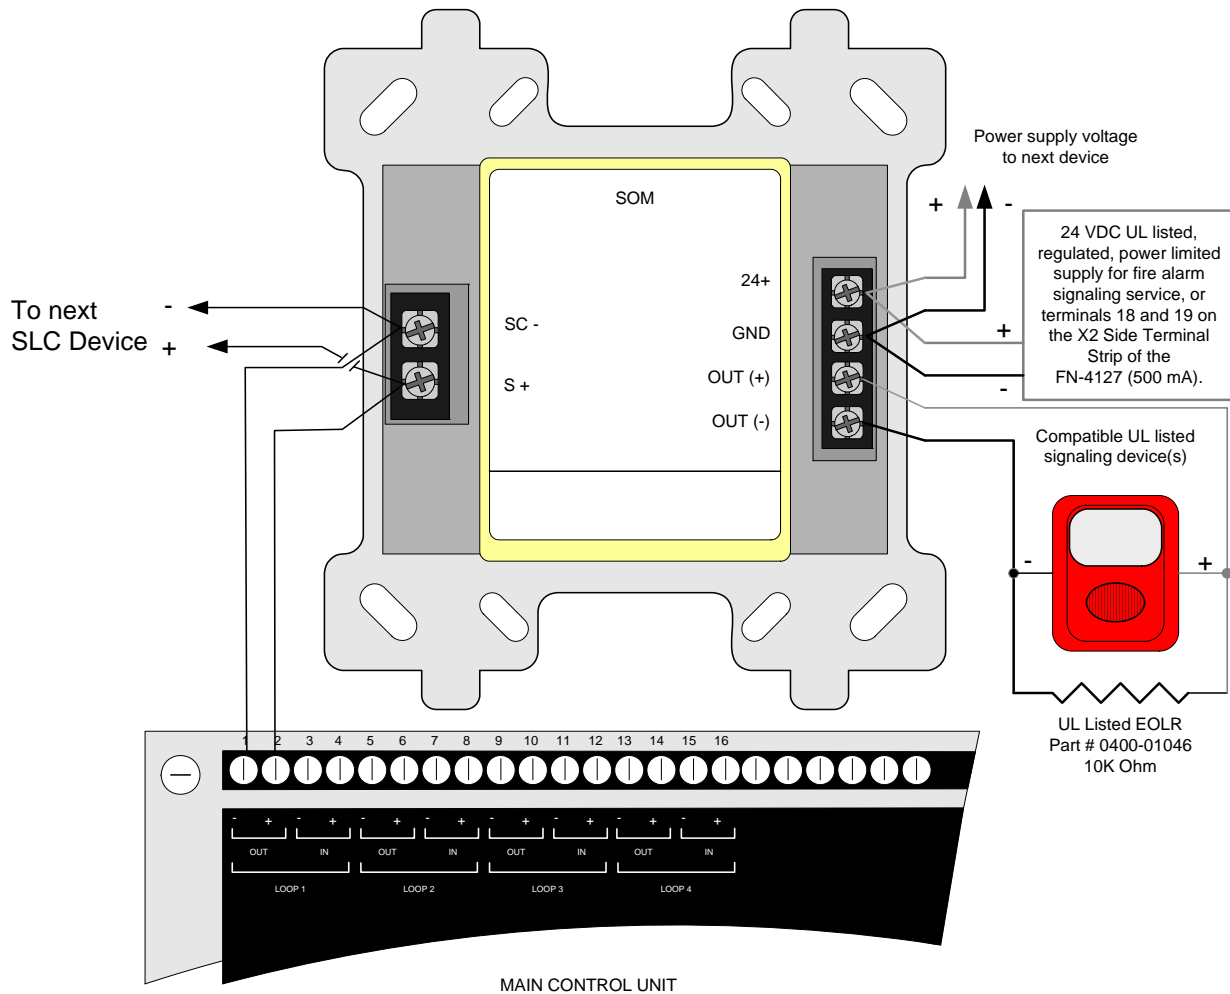 Power supply voltage
to next device
SOM
+ -
24 VDC UL listed,
regulated, power limited
supply for fire alarm
signaling service, or
terminals 18 and 19 on
the X2 Side Terminal
Strip of the
FN-4127 (500 mA).
24+
To next
SLC Device
-
+
SC -
GND
+
S +
OUT (+)
-
OUT (-)
Compatible UL listed
signaling device(s)
- +
UL Listed EOLR
Part # 0400-01046
10K Ohm
1 2 3 4 5 6 7 8 9 10 11 12 13 14 15 16
- + - + - + - + - + - + - + - +
OUT IN OUT IN OUT IN OUT IN
LOOP 1 LOOP 2 LOOP 3 LOOP 4
MAIN CONTROL UNIT